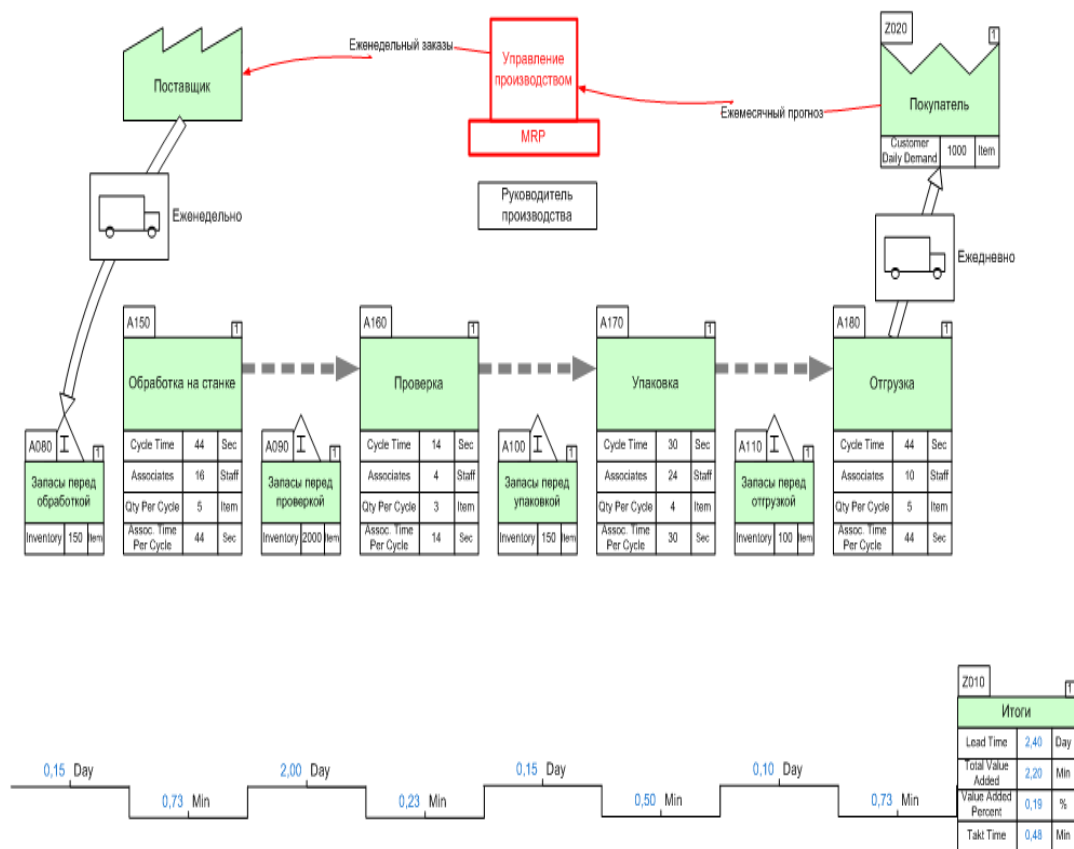 Поставщик
Еженедельный заказы
Управление
производством
MRP
Ежемесячный прогноз
Z020
1
Покупатель
Customer
Daily Demand
1000
Item
Руководитель
производства
Еженедельно
Ежедневно
A150
1
Обработка на станке
Cycle Time 44 Sec
Associates 16 Staff
Qty Per Cycle 5 Item
Assoc. Time
Per Cycle
44 Sec
A160
1
Проверка
Cycle Time 14 Sec
Associates 4 Staff
Qty Per Cycle 3 Item
Assoc. Time
Per Cycle
14 Sec
A170
1
Упаковка
Cycle Time 30 Sec
Associates 24 Staff
Qty Per Cycle 4 Item
Assoc. Time
Per Cycle
30 Sec
A180
1
Отгрузка
Cycle Time 44 Sec
Associates 10 Staff
Qty Per Cycle 5 Item
Assoc. Time
Per Cycle
44 Sec
A080
I
1
Запасы перед
обработкой
Inventory 150 Item
A090
I
1
Запасы перед
проверкой
Inventory 2000 Item
A100
I
1
Запасы перед
упаковкой
Inventory 150 Item
A110
I
1
Запасы перед
отгрузкой
Inventory 100 Item
0,15 Day
0,73 Min
2,00 Day
0,23 Min
0,15 Day
0,50 Min
0,10 Day
0,73 Min
Z010
1
Итоги
Lead Time 2,40 Day
Total Value
Added
2,20 Min
Value Added
Percent
0,19 %
Takt Time 0,48 Min